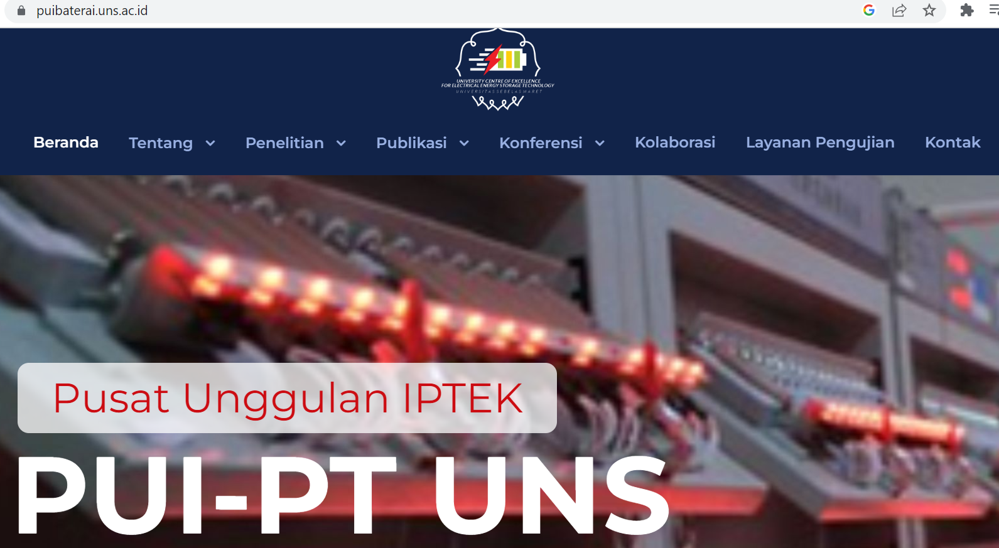 puibaterai.uns.ac.id
UNIVERSITY CENTRE OF EXCELLENCE
FOR ELECTRICAL ENERGY STORAGE TECHNOLOGY
UNIVERSITAS SEBELAS MARET
Beranda Tentang Penelitian Publikasi Konferensi Kolaborasi Layanan Pengujian Kontak
Pusat Unggulan IPTEK
PUI-PT UNS